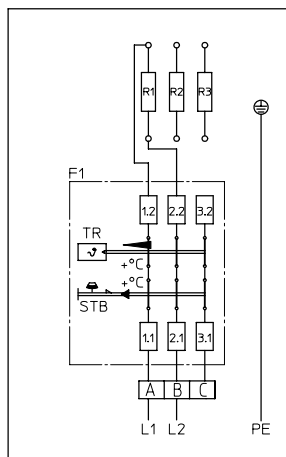 R1 R2 R3
F1
1.2 2.2 3.2
TR
+°C
+°C
STB
1.1 2.1 3.1
A B C
L1 L2 PE